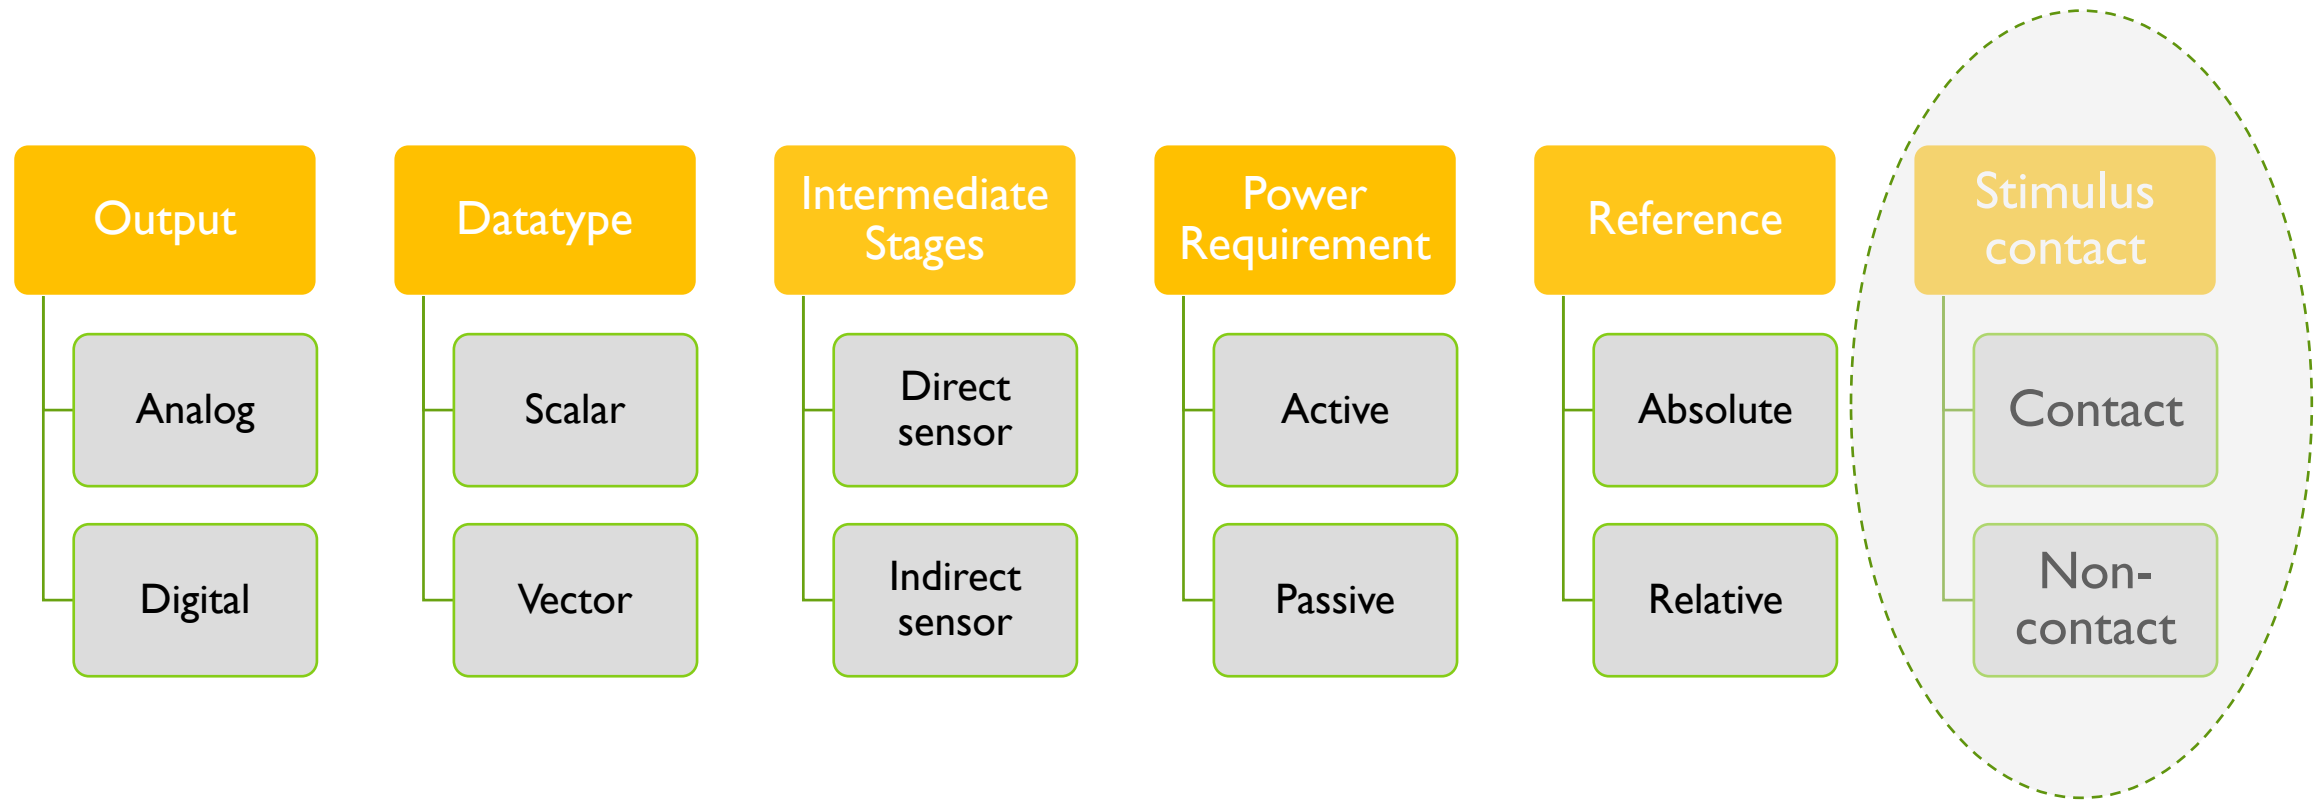 Output
Analog
Digital
Datatype
Scalar
Vector
Intermediate
Stages
Direct
sensor
Indirect
sensor
Power
Requirement
Active
Passive
Reference
Absolute
Relative
Stimulus
contact
Contact
Non-
contact